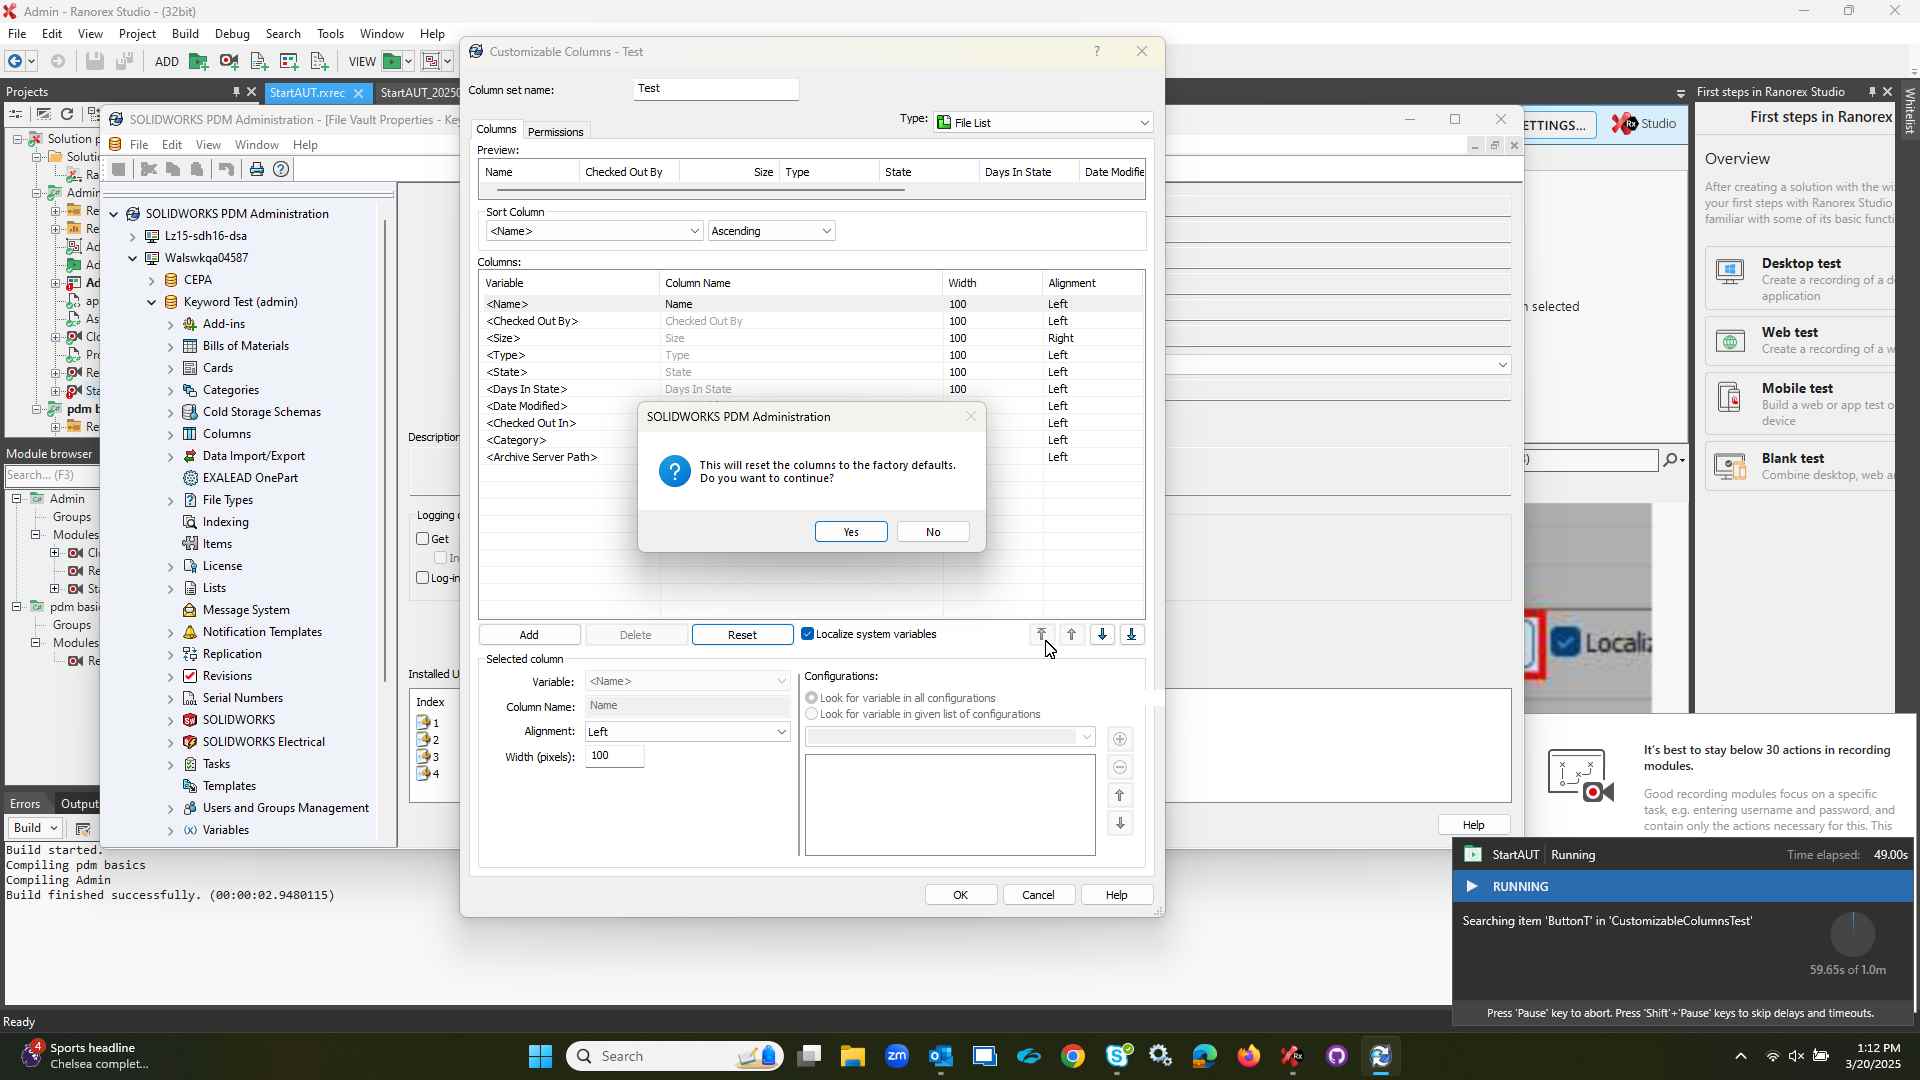 Admin - Ranorex Studio - (32bit)
File Edit View Project Build Debug Search Tools Window Help
ADD VIEW
Projects
StartAUT.rxrec
StartAUT_2025
First steps in Ranorex Studio
Whitelist
SOLIDWORKS PDM Administration - [File Vault Properties - Key
File Edit View Window Help
SOLIDWORKS PDM Administration
Lz15-sdh16-dsa
Walswkqa04587
CEPA
Keyword Test (admin)
Add-ins
Bills of Materials
Cards
Categories
Cold Storage Schemas
Columns
Data Import/Export
EXALEAD OnePart
File Types
Indexing
Items
License
Lists
Message System
Notification Templates
Replication
Revisions
Serial Numbers
SOLIDWORKS
SOLIDWORKS Electrical
Tasks
Templates
Users and Groups Management
Variables
Solution p
Admin
pdm b
Module browser
Search... (F3)
Admin
Groups
Modules
pdm basi
Groups
Modules
Errors Output
Build
Build started.
Compiling pdm basics
Compiling Admin
Build finished successfully. (00:00:02.9480115)
Ready
Description
Logging
Get
Log-in
Installed U
Index
1
2
3
4
Customizable Columns - Test
Column set name: Test
Type: File List
Columns Permissions
Preview:
Name Checked Out By Size Type State Days In State Date Modifie
Sort Column
<Name> Ascending
Columns:
Variable Column Name Width Alignment
<Name> Name 100 Left
<Checked Out By> Checked Out By 100 Left
<Size> Size 100 Right
<Type> Type 100 Left
<State> State 100 Left
<Days In State> Days In State 100 Left
<Date Modified> Left
<Checked Out In> Left
<Category> Left
<Archive Server Path> Left
SOLIDWORKS PDM Administration
This will reset the columns to the factory defaults.
Do you want to continue?
Yes No
Add Delete Reset Localize system variables
Selected column
Variable: <Name>
Column Name: Name
Alignment: Left
Width (pixels): 100
Configurations:
Look for variable in all configurations
Look for variable in given list of configurations
OK Cancel Help
Help
ETTINGS...
Studio
n selected
Localiz
First steps in Ranorex
Overview
After creating a solution with the wi
your first steps with Ranorex Studio
familiar with some of its basic functi
Desktop test
Create a recording of a d
application
Web test
Create a recording of a w
Mobile test
Build a web or app test o
device
Blank test
Combine desktop, web a
It's best to stay below 30 actions in recording
modules.
Good recording modules focus on a specific
task, e.g. entering username and password, and
contain only the actions necessary for this. This
StartAUT Running Time elapsed: 49.00s
RUNNING
Searching item 'ButtonT' in 'CustomizableColumnsTest'
59.65s of 1.0m
Press 'Pause' key to abort. Press 'Shift'+'Pause' keys to skip delays and timeouts.
4
Sports headline
Chelsea complet...
Search
zm
1:12 PM
3/20/2025